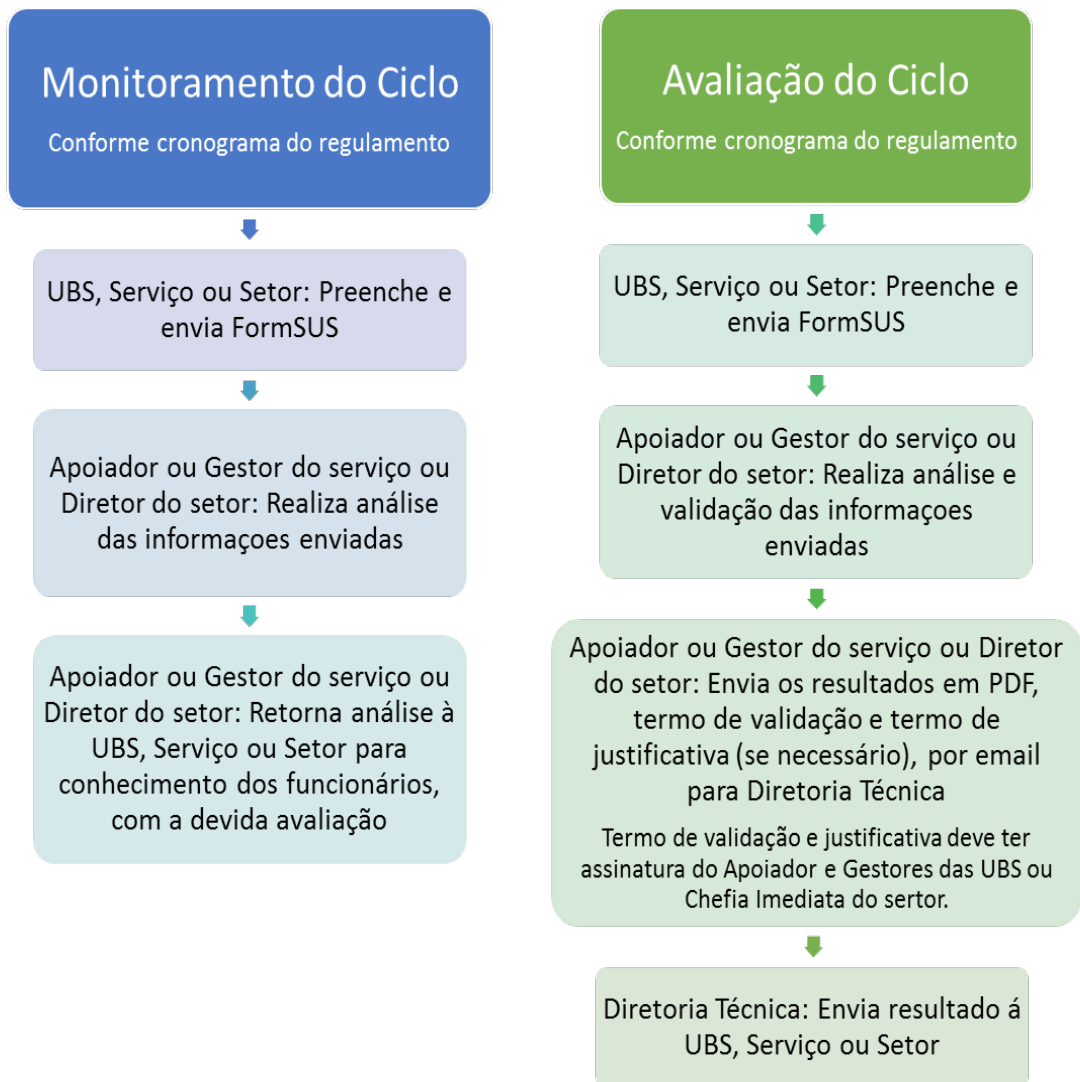 Monitoramento do Ciclo
Conforme cronograma do regulamento
UBS, Serviço ou Setor: Preenche e
envia FormSUS
Apoiador ou Gestor do serviço ou
Diretor do setor: Realiza análise
das informaçoes enviadas
Apoiador ou Gestor do serviço ou
Diretor do setor: Retorna análise à
UBS, Serviço ou Setor para
conhecimento dos funcionários,
com a devida avaliação
Avaliação do Ciclo
Conforme cronograma do regulamento
UBS, Serviço ou Setor: Preenche e
envia FormSUS
Apoiador ou Gestor do serviço ou
Diretor do setor: Realiza análise e
validação das informaçoes
enviadas
Apoiador ou Gestor do serviço ou Diretor
do setor: Envia os resultados em PDF,
termo de validação e termo de
justificativa (se necessário), por email
para Diretoria Técnica
Termo de validação e justificativa deve ter
assinatura do Apoiador e Gestores das UBS ou
Chefia Imediata do sertor.
Diretoria Técnica: Envia resultado á
UBS, Serviço ou Setor